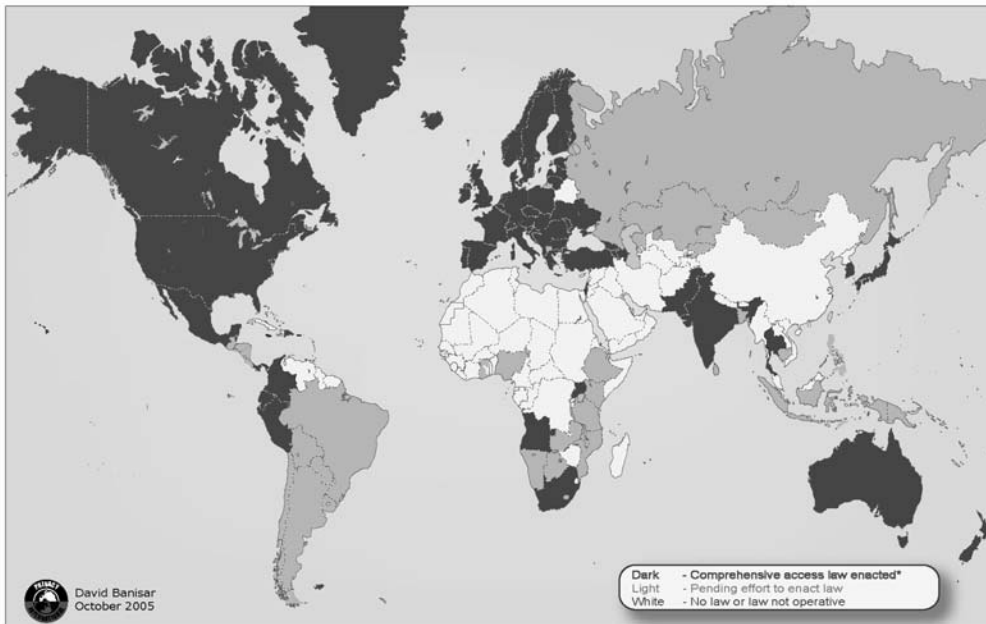 PRIVACY
David Banisar
October 2005
Dark - Comprehensive access law enacted*
Light - Pending effort to enact law
White - No law or law not operative